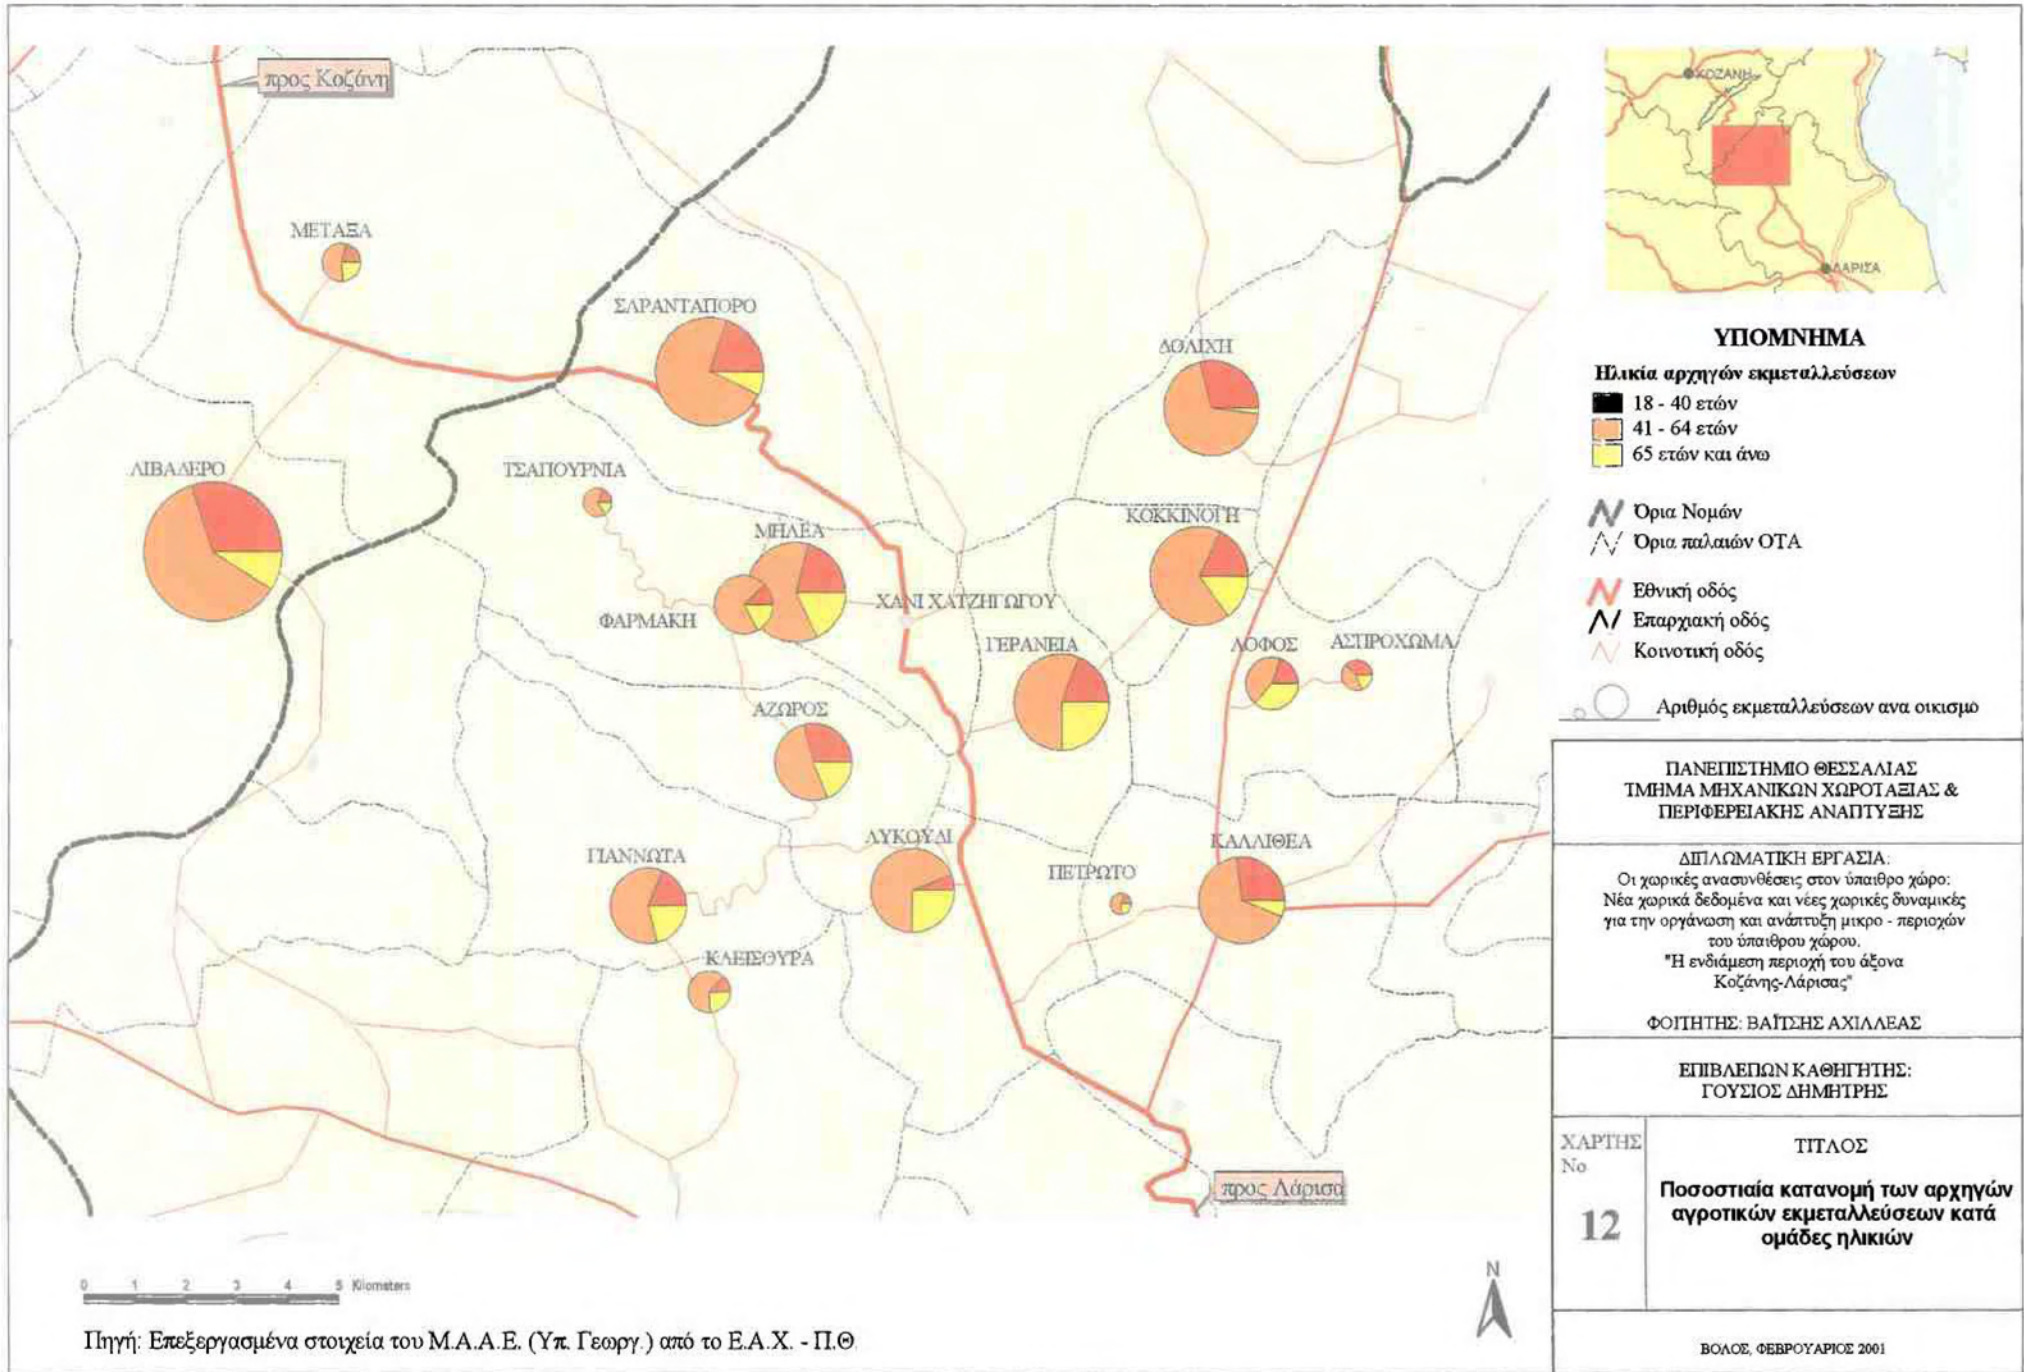 προς Κοζάνη
ΜΕΤΑΞΑ
ΣΑΡΑΝΤΑΠΟΡΟ
ΔΟΛΙΧΗ
ΛΙΒΑΔΕΡΟ
ΤΣΑΠΟΥΡΝΙΑ
ΜΗΛΕΑ
ΚΟΚΚΙΝΟΓΗ
ΦΑΡΜΑΚΗ
ΧΑΝΙ ΧΑΤΖΗΓΩΓΟΥ
ΓΕΡΑΝΕΙΑ
ΛΟΦΟΣ
ΑΣΠΡΟΧΩΜΑ
ΑΖΩΡΟΣ
ΓΙΑΝΝΩΤΑ
ΛΥΚΟΥΔΙ
ΠΕΤΡΩΤΟ
ΚΑΛΛΙΘΕΑ
ΚΛΕΙΣΟΥΡΑ
προς Λάρισα
0 1 2 3 4 5 Kilometers
Πηγή: Επεξεργασμένα στοιχεία του Μ.Α.Α.Ε. (Υπ. Γεωργ.) από το Ε.Α.Χ. - Π.Θ.
N
ΚΟΖΑΝΗ
ΛΑΡΙΣΑ
ΥΠΟΜΝΗΜΑ
Ηλικία αρχηγών εκμεταλλεύσεων
18 - 40 ετών
41 - 64 ετών
65 ετών και άνω
Όρια Νομών
Όρια παλαιών ΟΤΑ
Εθνική οδός
Επαρχιακή οδός
Κοινοτική οδός
Αριθμός εκμεταλλεύσεων ανα οικισμο
ΠΑΝΕΠΙΣΤΗΜΙΟ ΘΕΣΣΑΛΙΑΣ
ΤΜΗΜΑ ΜΗΧΑΝΙΚΩΝ ΧΩΡΟΤΑΞΙΑΣ &
ΠΕΡΙΦΕΡΕΙΑΚΗΣ ΑΝΑΠΤΥΞΗΣ
ΔΙΠΛΩΜΑΤΙΚΗ ΕΡΓΑΣΙΑ:
Οι χωρικές ανασυνθέσεις στον ύπαιθρο χώρο:
Νέα χωρικά δεδομένα και νέες χωρικές δυναμικές
για την οργάνωση και ανάπτυξη μικρο - περιοχών
του ύπαιθρου χώρου.
"Η ενδιάμεση περιοχή του άξονα
Κοζάνης-Λάρισας"
ΦΟΙΤΗΤΗΣ: ΒΑΪΤΣΗΣ ΑΧΙΛΛΕΑΣ
ΕΠΙΒΛΕΠΩΝ ΚΑΘΗΓΗΤΗΣ:
ΓΟΥΣΙΟΣ ΔΗΜΗΤΡΗΣ
ΧΑΡΤΗΣ
Νο
12
ΤΙΤΛΟΣ
Ποσοστιαία κατανομή των αρχηγών
αγροτικών εκμεταλλεύσεων κατά
ομάδες ηλικιών
ΒΟΛΟΣ, ΦΕΒΡΟΥΑΡΙΟΣ 2001